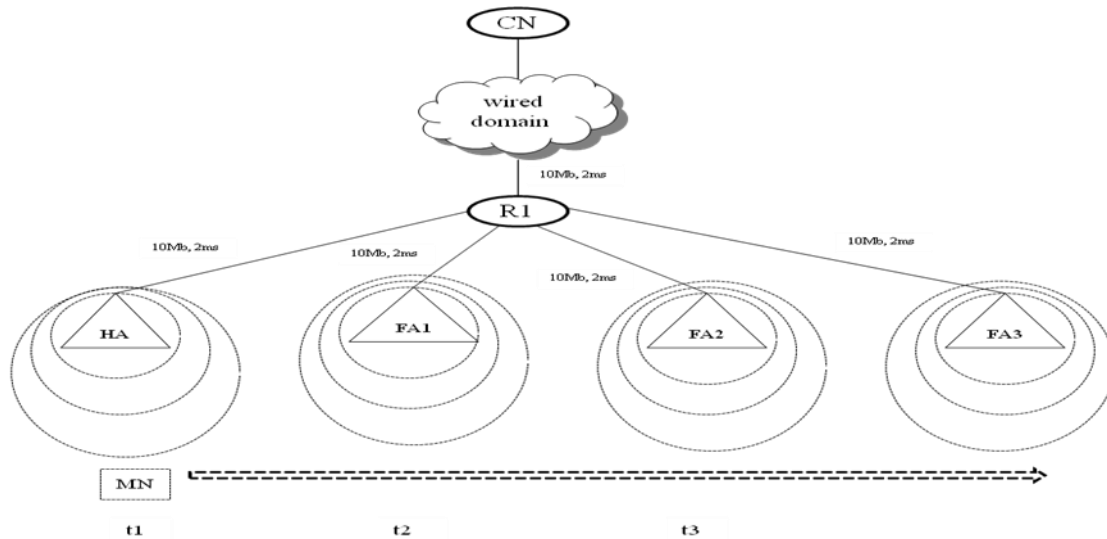 CN
wired
domain
10Mb, 2ms
R1
10Mb, 2ms
10Mb, 2ms
10Mb, 2ms
10Mb, 2ms
HA
FA1
FA2
FA3
MN
t1
t2
t3